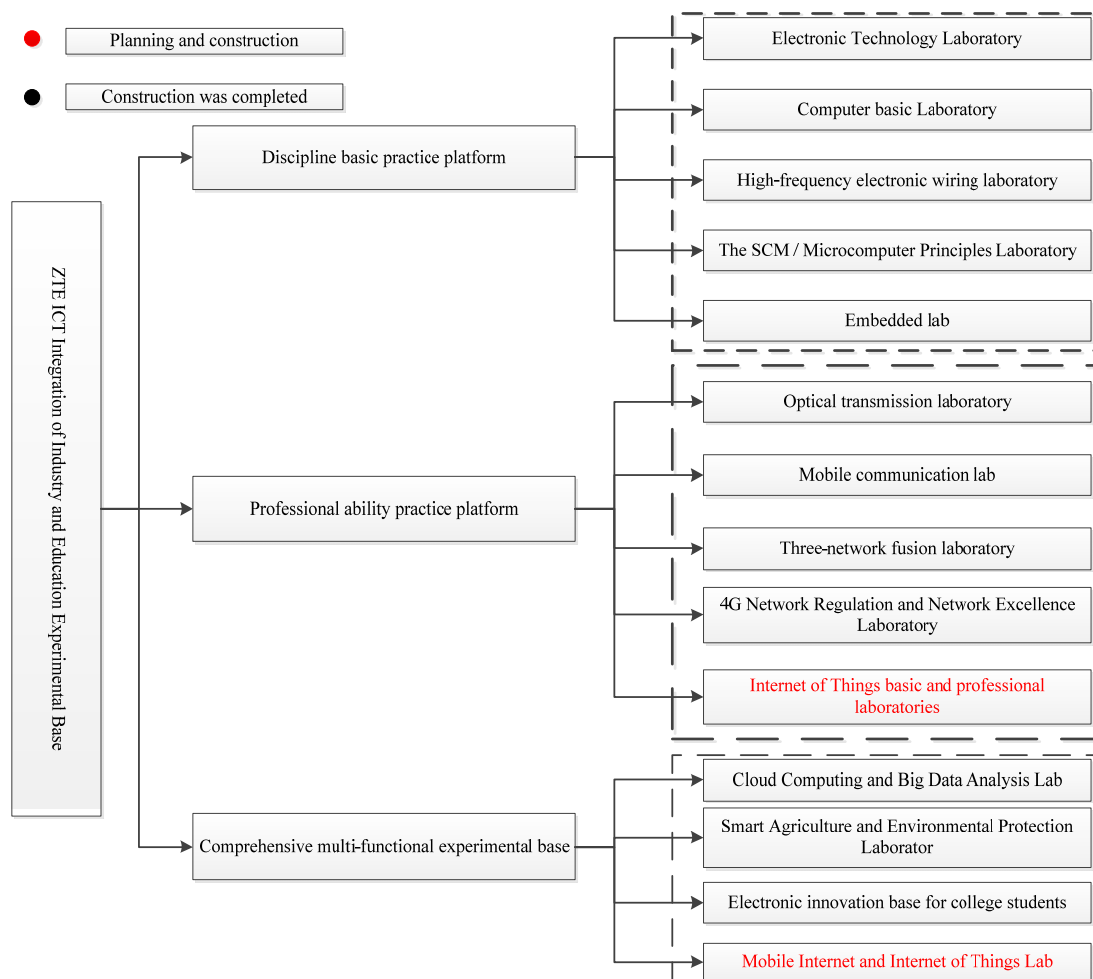 Planning and construction
Construction was completed
ZTE ICT Integration of Industry and Education Experimental Base
Discipline basic practice platform
Electronic Technology Laboratory
Computer basic Laboratory
High-frequency electronic wiring laboratory
The SCM / Microcomputer Principles Laboratory
Embedded lab
Professional ability practice platform
Optical transmission laboratory
Mobile communication lab
Three-network fusion laboratory
4G Network Regulation and Network Excellence
Laboratory
Internet of Things basic and professional
laboratories
Comprehensive multi-functional experimental base
Cloud Computing and Big Data Analysis Lab
Smart Agriculture and Environmental Protection
Laborator
Electronic innovation base for college students
Mobile Internet and Internet of Things Lab